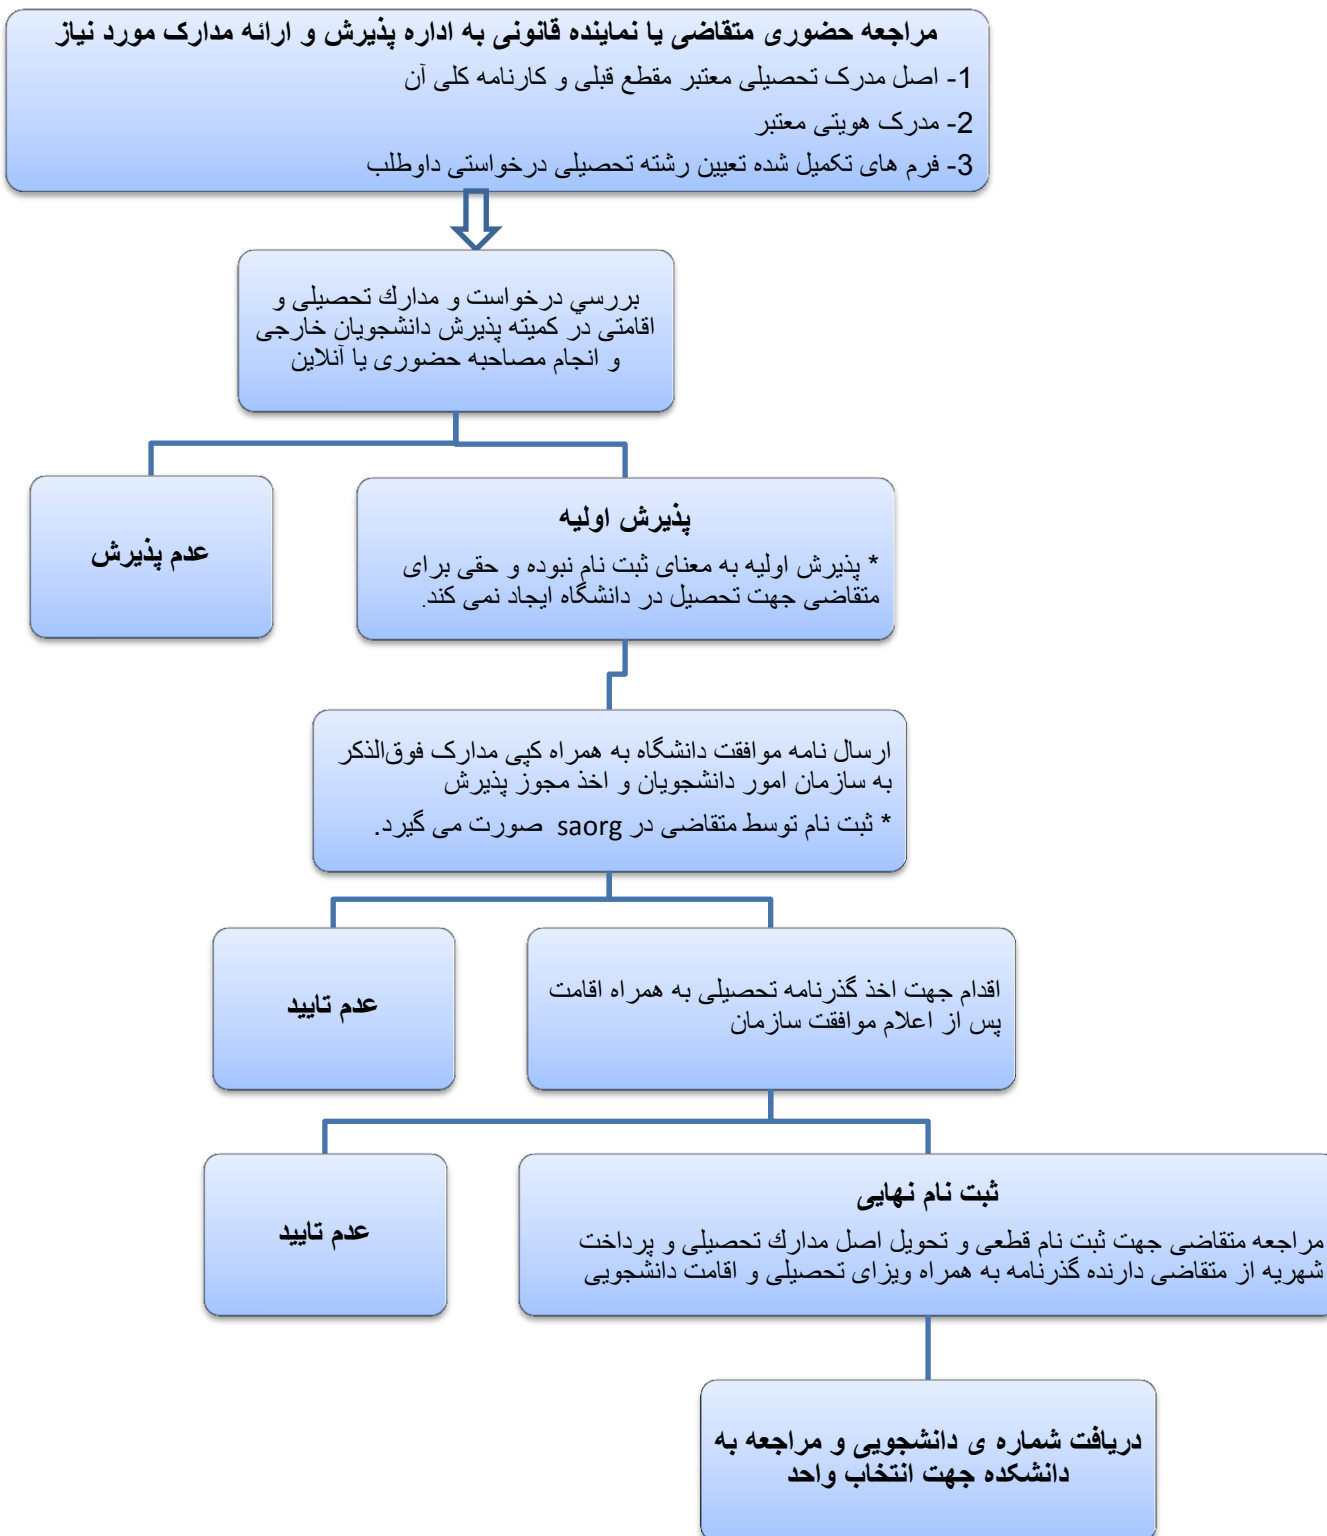 مراجعه حضوری متقاضی یا نماینده قانونی به اداره پذیرش و ارائه مدارک مورد نیاز
1- اصل مدرک تحصیلی معتبر مقطع قبلی و کارنامه کلی آن
2- مدرک هویتی معتبر
3- فرم های تکمیل شده تعیین رشته تحصیلی درخواستی داوطلب
بررسي درخواست و مدارك تحصیلی و
اقامتی در کمیته پذیرش دانشجویان خارجی
و انجام مصاحبه حضوری یا آنلاین
پذیرش اولیه
* پذیرش اولیه به معنای ثبت نام نبوده و حقی برای
متقاضی جهت تحصیل در دانشگاه ایجاد نمی کند.
عدم پذیرش
ارسال نامه موافقت دانشگاه به همراه کپی مدارک فوق‌الذکر
به سازمان امور دانشجویان و اخذ مجوز پذیرش
* ثبت نام توسط متقاضی در saorg صورت می گیرد.
اقدام جهت اخذ گذرنامه تحصیلی به همراه اقامت
پس از اعلام موافقت سازمان
عدم تایید
ثبت نام نهایی
مراجعه متقاضی جهت ثبت نام قطعی و تحویل اصل مدارك تحصیلی و پرداخت
شهریه از متقاضی دارنده گذرنامه به همراه ویزای تحصیلی و اقامت دانشجویی
عدم تایید
دریافت شماره ی دانشجویی و مراجعه به
دانشکده جهت انتخاب واحد